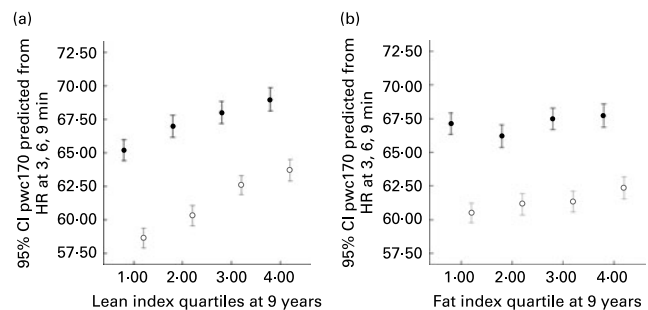 (a)
95% CI pwc170 predicted from
HR at 3, 6, 9 min
72·50
70·00
67·50
65·00
62·50
60·00
57·50
1·00 2·00 3·00 4·00
Lean index quartiles at 9 years
(b)
95% CI pwc170 predicted from
HR at 3, 6, 9 min
72·50
70·00
67·50
65·00
62·50
60·00
57·50
1·00 2·00 3·00 4·00
Fat index quartile at 9 years